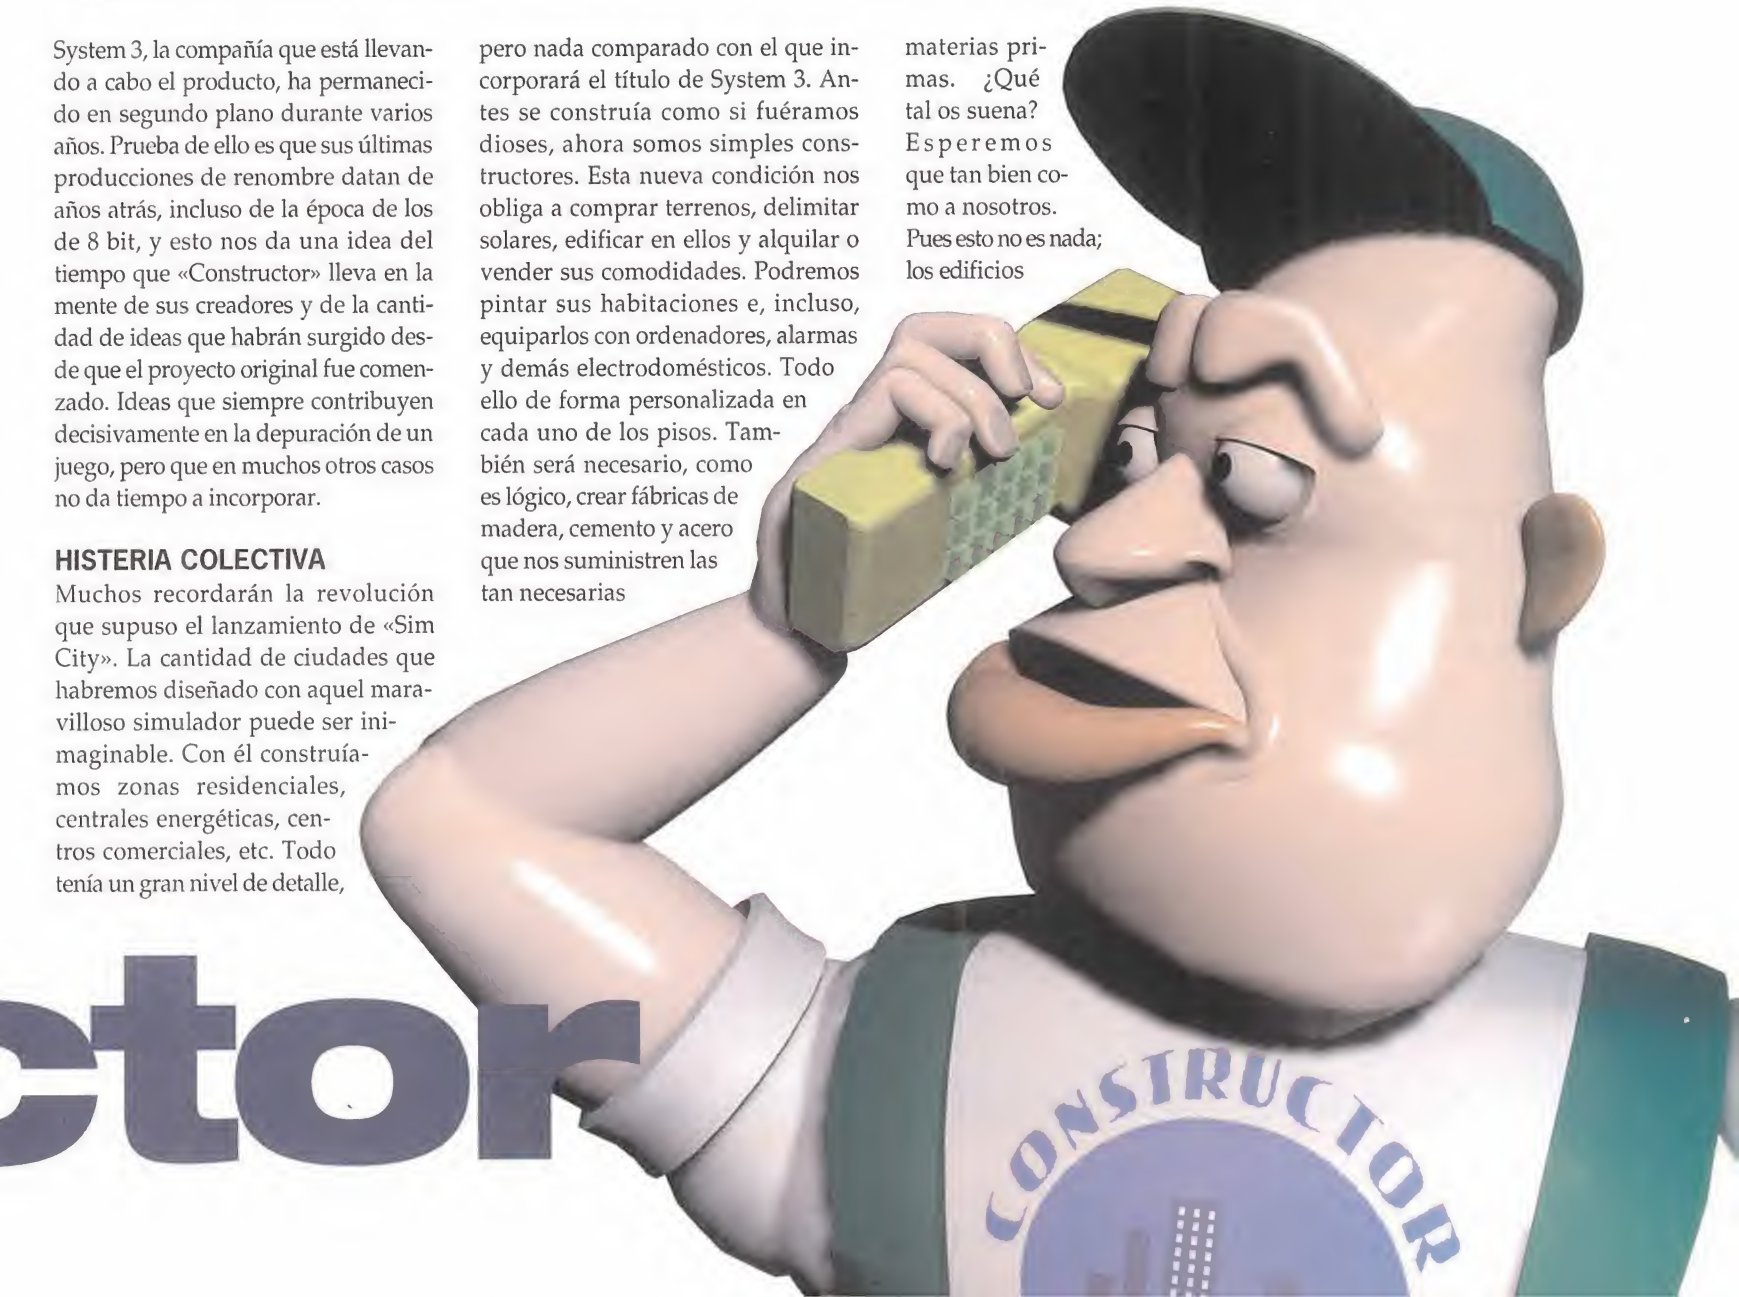 System 3, la compañía que está llevan-
do a cabo el producto, ha permaneci-
do en segundo plano durante varios
años. Prueba de ello es que sus últimas
producciones de renombre datan de
años atrás, incluso de la época de los
de 8 bit, y esto nos da una idea del
tiempo que «Constructor» lleva en la
mente de sus creadores y de la canti-
dad de ideas que habrán surgido des-
de que el proyecto original fue comen-
zado. Ideas que siempre contribuyen
decisivamente en la depuración de un
juego, pero que en muchos otros casos
no da tiempo a incorporar.
HISTERIA COLECTIVA
Muchos recordarán la revolución
que supuso el lanzamiento de «Sim
City». La cantidad de ciudades que
habremos diseñado con aquel mara-
villoso simulador puede ser ini-
maginable. Con él construía-
mos zonas residenciales,
centrales energéticas, cen-
tros comerciales, etc. Todo
tenía un gran nivel de detalle,
pero nada comparado con el que in-
corporará el título de System 3. An-
tes se construía como si fuéramos
dioses, ahora somos simples cons-
tructores. Esta nueva condición nos
obliga a comprar terrenos, delimitar
solares, edificar en ellos y alquilar o
vender sus comodidades. Podremos
pintar sus habitaciones e, incluso,
equiparlos con ordenadores, alarmas
y demás electrodomésticos. Todo
ello de forma personalizada en
cada uno de los pisos. Tam-
bién será necesario, como
es lógico, crear fábricas de
madera, cemento y acero
que nos suministren las
tan necesarias
materias pri-
mas. ¿Qué
tal os suena?
Esperemos
que tan bien co-
mo a nosotros.
Pues esto no es nada;
los edificios
ctor
CONSTRUCTOR